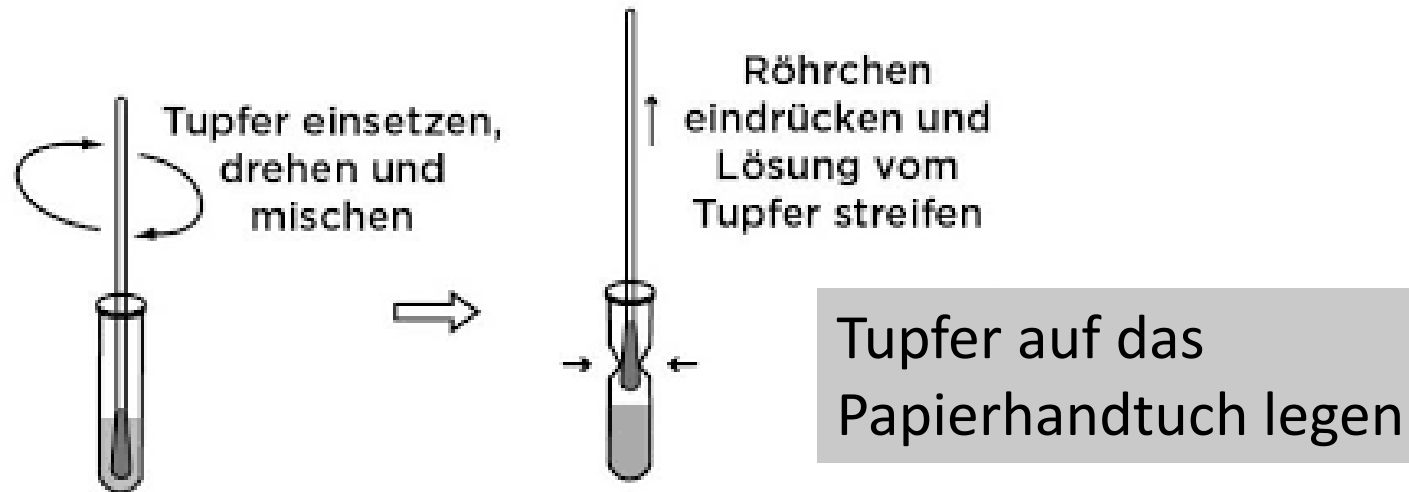 Tupfer einsetzen,
drehen und
mischen
Röhrchen
eindrücken und
Lösung vom
Tupfer streifen
Tupfer auf das
Papierhandtuch legen